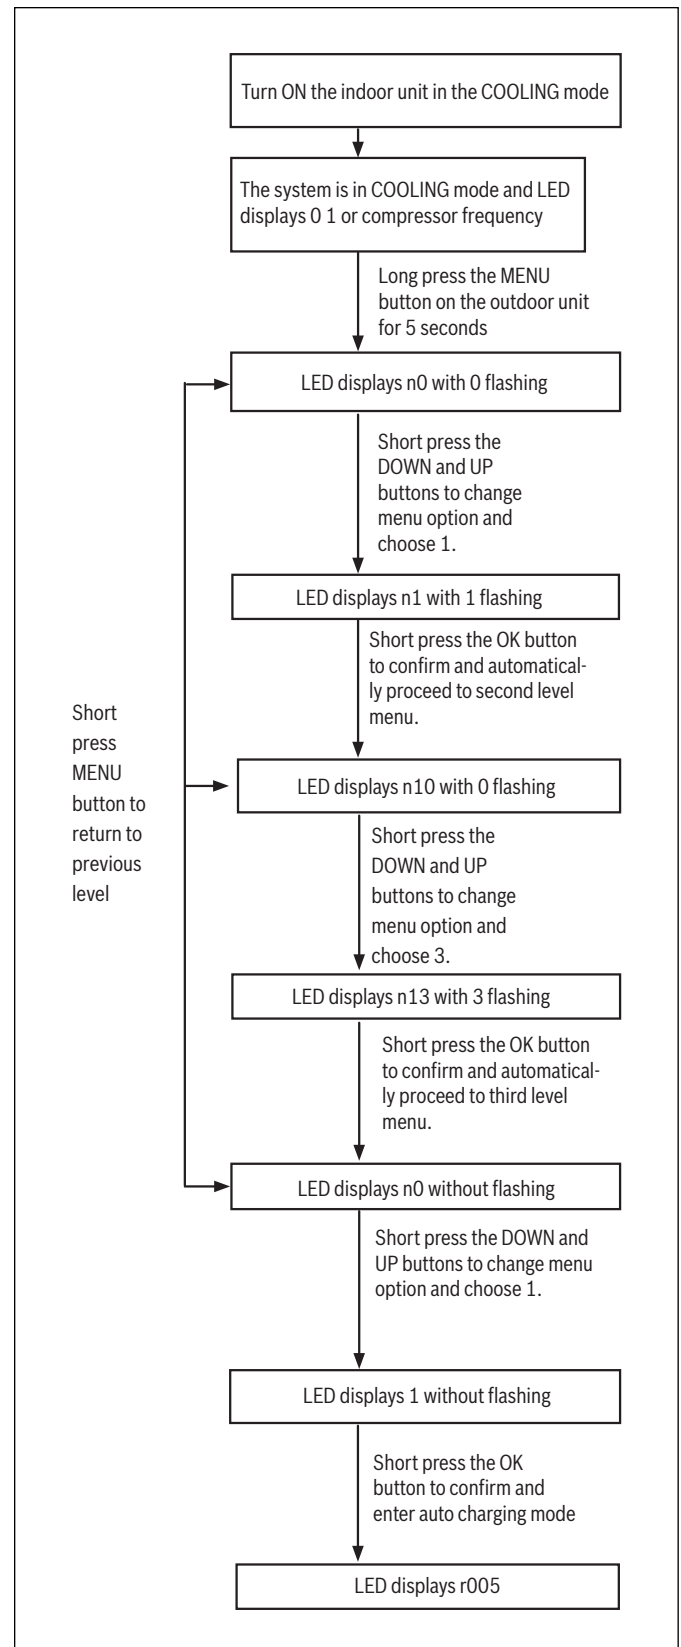 Turn ON the indoor unit in the COOLING mode
The system is in COOLING mode and LED
displays 0 1 or compressor frequency
Long press the MENU
button on the outdoor unit
for 5 seconds
LED displays n0 with 0 flashing
Short press the
DOWN and UP
buttons to change
menu option and
choose 1.
LED displays n1 with 1 flashing
Short press the OK button
to confirm and automatical-
ly proceed to second level
menu.
Short
press
MENU
button to
return to
previous
level
LED displays n10 with 0 flashing
Short press the
DOWN and UP
buttons to change
menu option and
choose 3.
LED displays n13 with 3 flashing
Short press the OK button
to confirm and automatical-
ly proceed to third level
menu.
LED displays n0 without flashing
Short press the DOWN and
UP buttons to change menu
option and choose 1.
LED displays 1 without flashing
Short press the OK
button to confirm and
enter auto charging mode
LED displays r005